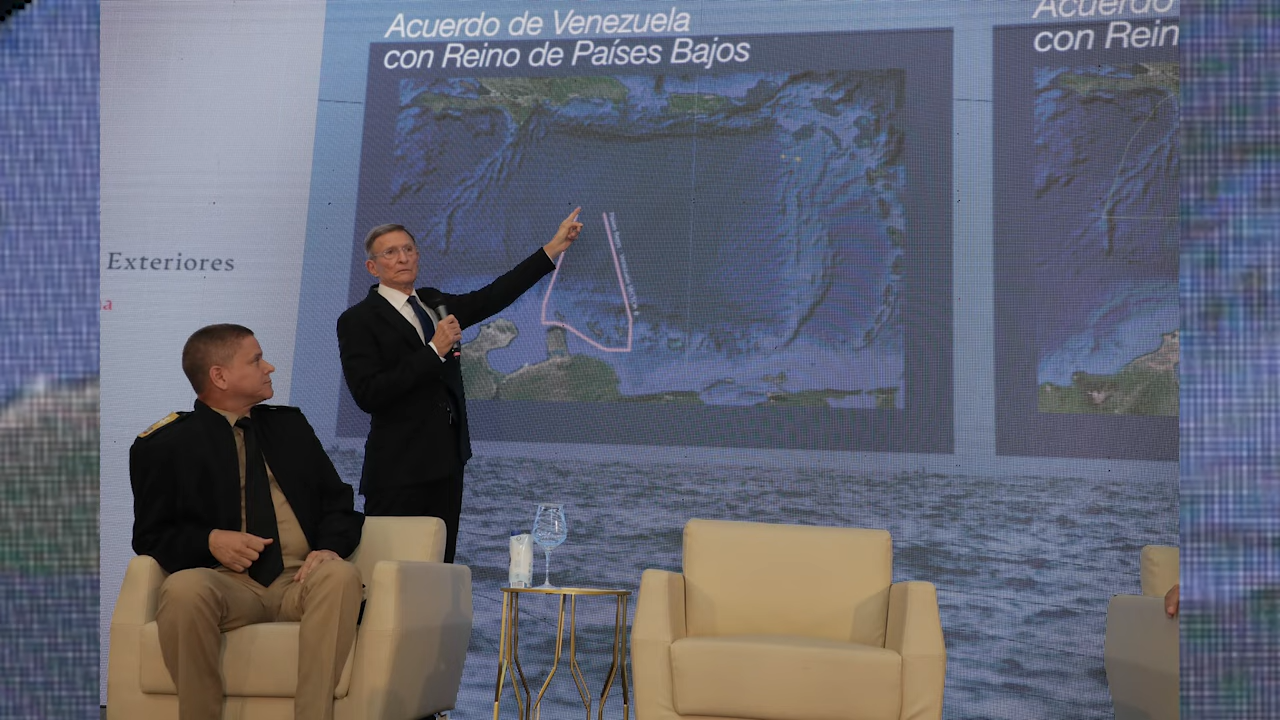 Acuerdo de Venezuela
con Reino de Países Bajos
Acuerdo
con Rein
Exteriores